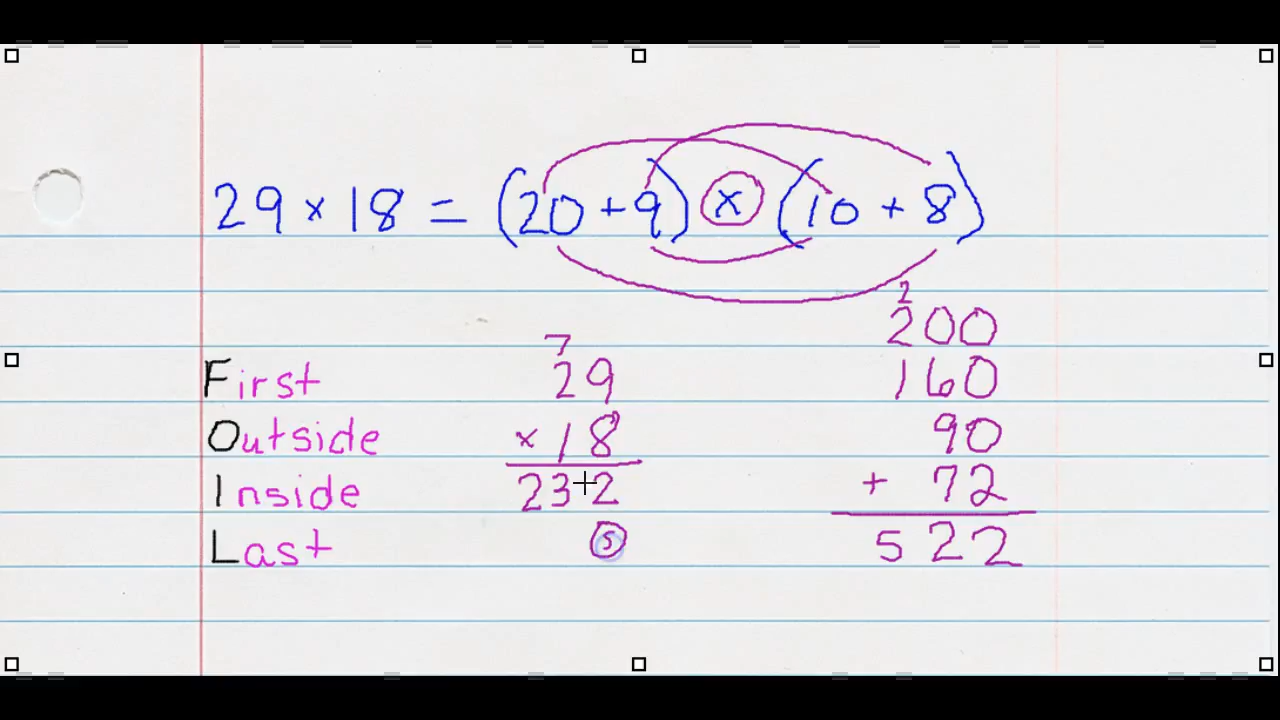 29 × 18 = (20 + 9) × (10 + 8)
First
Outside
Inside
Last
7
29
× 18
232
2
200
160
90
+ 72
522